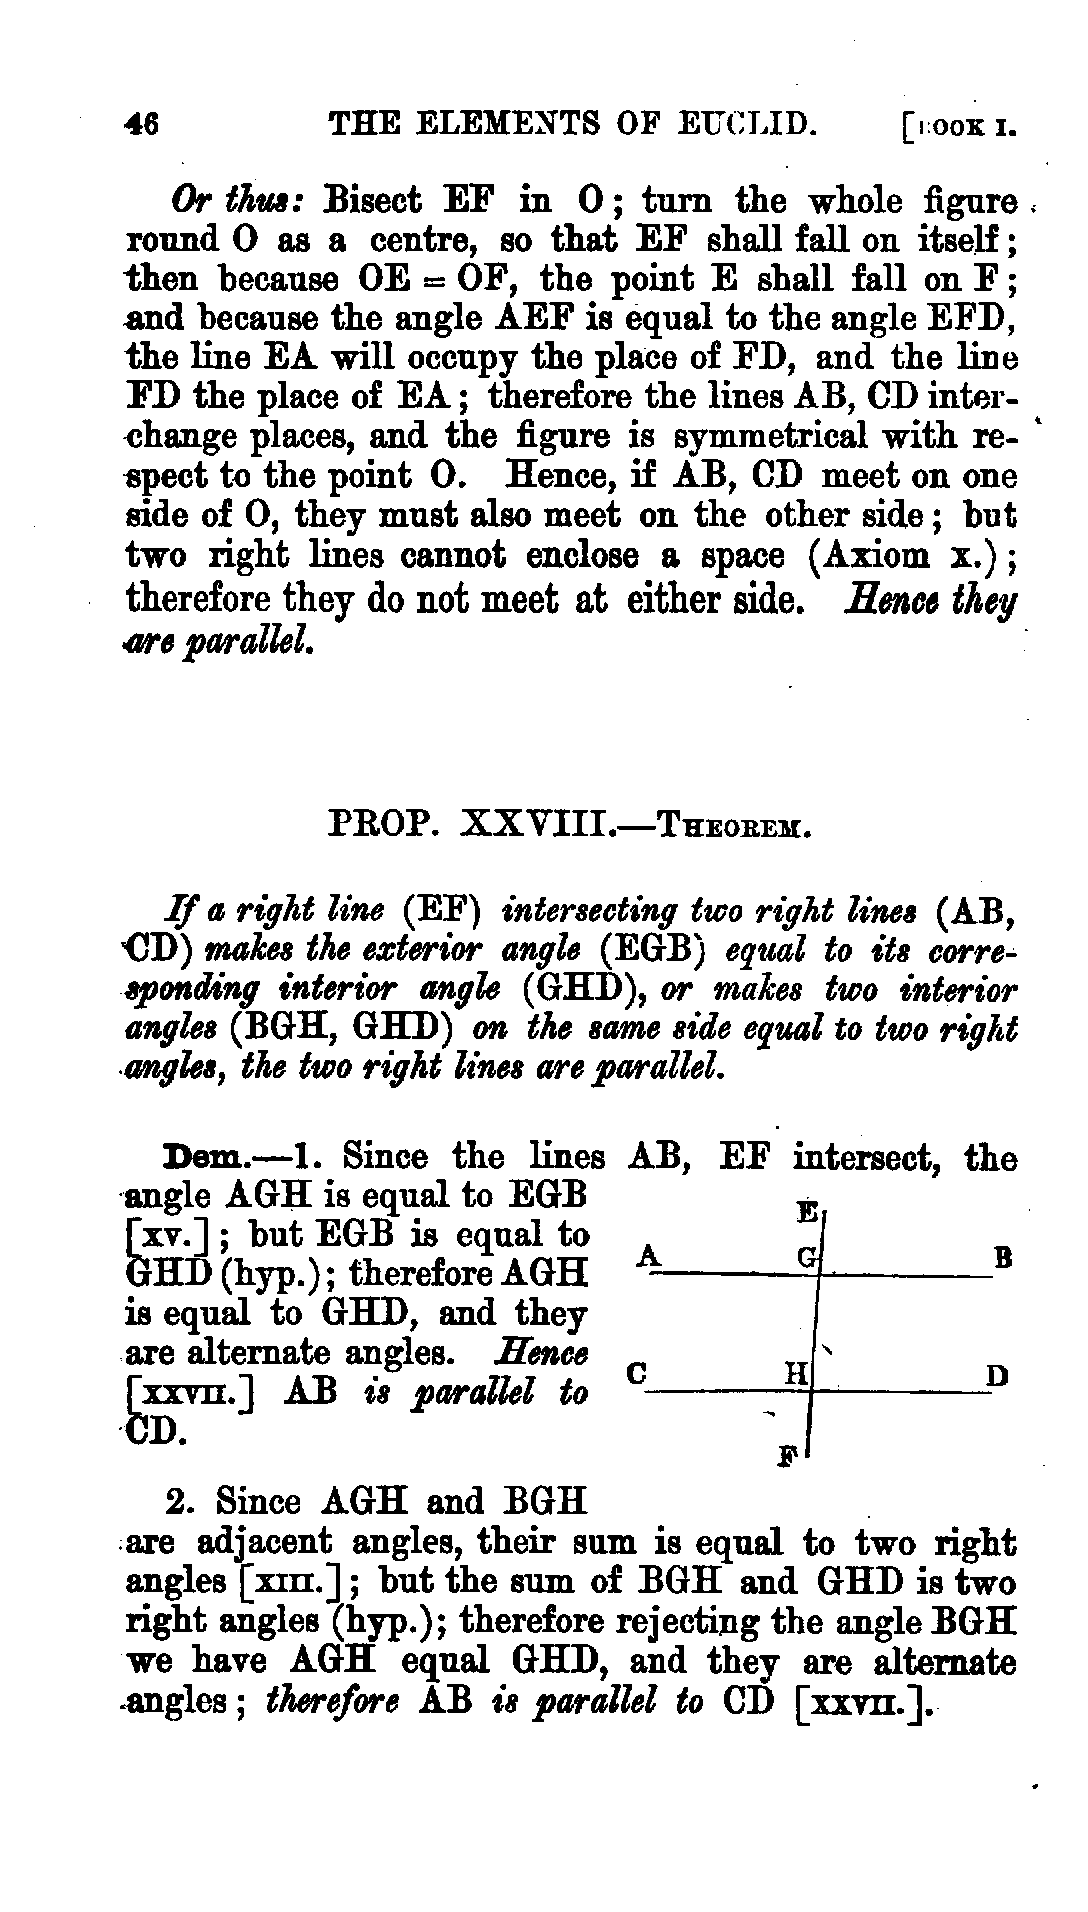 46 THE ELEMENTS OF EUCLID. [BOOK I.
Or thus: Bisect EF in O; turn the whole figure
round O as a centre, so that EF shall fall on itself;
then because OE = OF, the point E shall fall on F;
and because the angle AEF is equal to the angle EFD,
the line EA will occupy the place of FD, and the line
FD the place of EA; therefore the lines AB, CD inter-
change places, and the figure is symmetrical with re-
spect to the point O. Hence, if AB, CD meet on one
side of O, they must also meet on the other side; but
two right lines cannot enclose a space (Axiom x.);
therefore they do not meet at either side. Hence they
are parallel.
PROP. XXVIII.—THEOREM.
If a right line (EF) intersecting two right lines (AB,
CD) makes the exterior angle (EGB) equal to its corre-
sponding interior angle (GHD), or makes two interior
angles (BGH, GHD) on the same side equal to two right
angles, the two right lines are parallel.
Dem.—1. Since the lines AB, EF intersect, the
angle AGH is equal to EGB
[xv.]; but EGB is equal to
GHD (hyp.); therefore AGH
is equal to GHD, and they
are alternate angles. Hence
[xxvii.] AB is parallel to
CD.
E
A G B
C H D
F
2. Since AGH and BGH
are adjacent angles, their sum is equal to two right
angles [xiii.]; but the sum of BGH and GHD is two
right angles (hyp.); therefore rejecting the angle BGH
we have AGH equal GHD, and they are alternate
angles; therefore AB is parallel to CD [xxvii.].